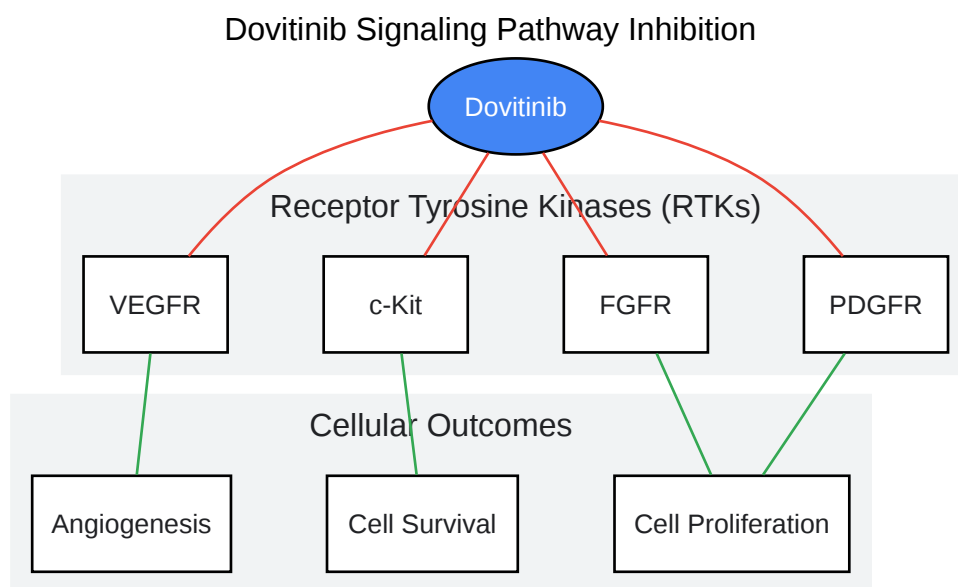 Dovitinib Signaling Pathway Inhibition
Dovitinib
Receptor Tyrosine Kinases (RTKs)
VEGFR
c-Kit
FGFR
PDGFR
Cellular Outcomes
Angiogenesis
Cell Survival
Cell Proliferation